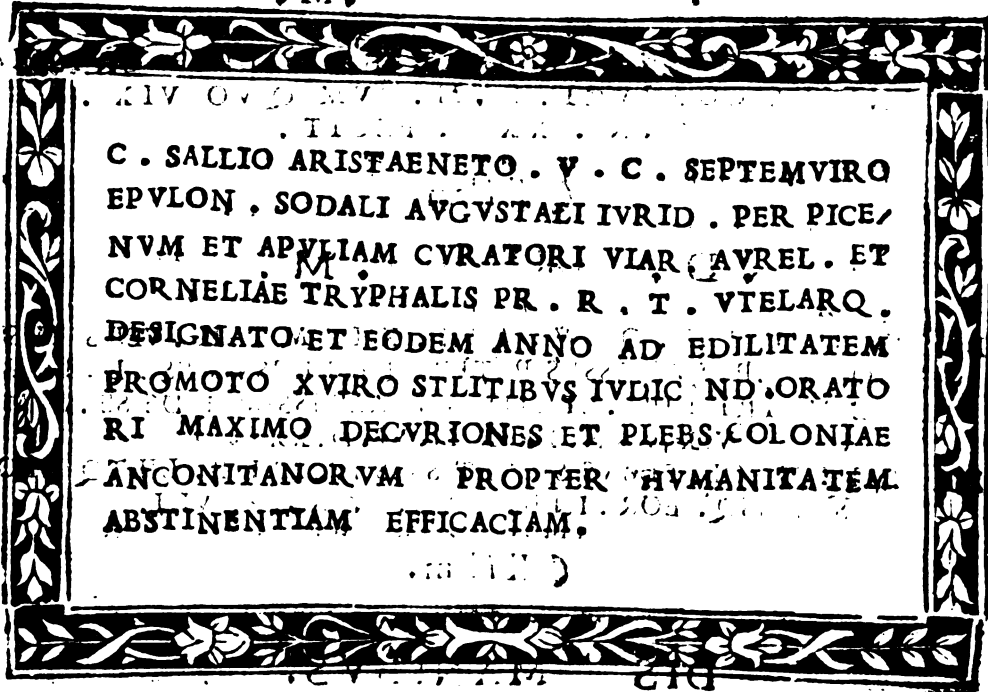 C . SALLIO ARISTAENETO . V . C . SEPTEMVIRO
EPVLON . SODALI AVGVSTALI IVRID . PER PICE/
NVM ET APVLIAM CVRATORI VIAR . AVREL . ET
CORNELIAE TRYPHALIS PR . R . T . VTELARQ .
DESIGNATO ET EODEM ANNO AD EDILITATEM
PROMOTO XVIRO STLITIBVS IVDIC ND . ORATO
RI MAXIMO DECVRIONES ET PLEBS COLONIAE
ANCONITANORVM PROPTER HVMANITATEM
ABSTINENTIAM EFFICACIAM.